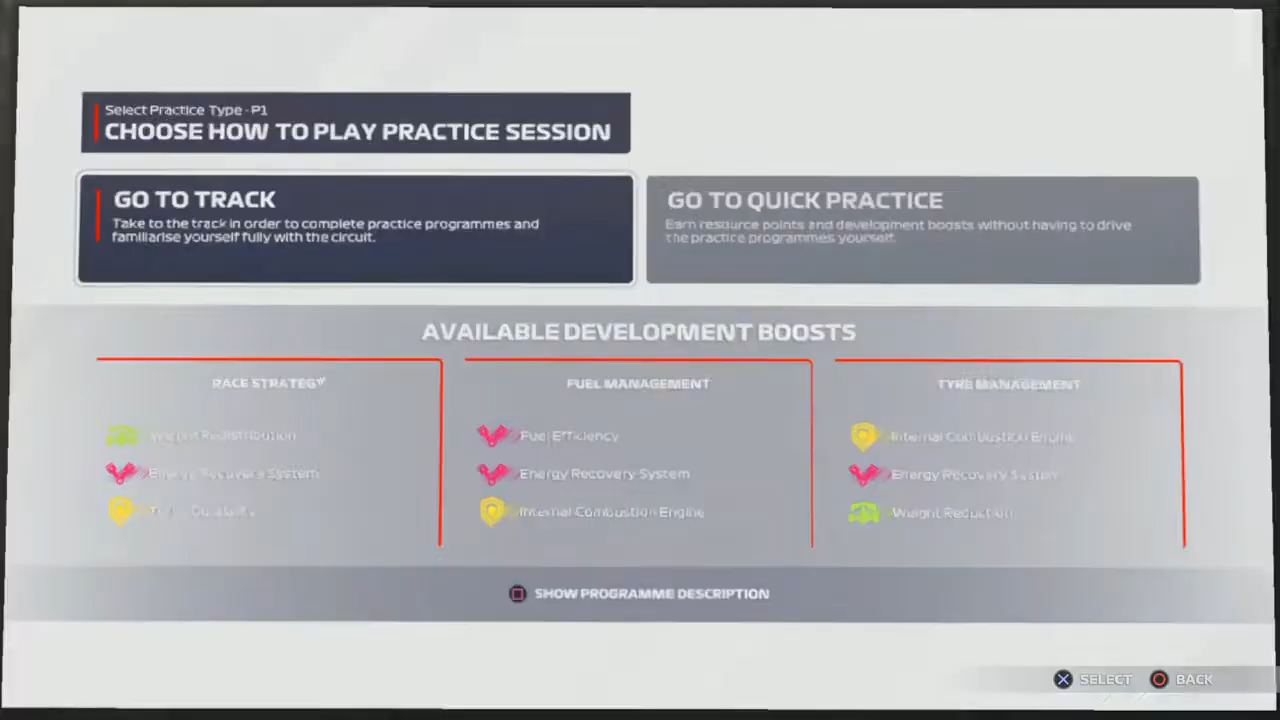 Select Practice Type - P1
CHOOSE HOW TO PLAY PRACTICE SESSION
GO TO TRACK
Take to the track in order to complete practice programmes and
familiarise yourself fully with the circuit.
GO TO QUICK PRACTICE
Earn resource points and development boosts without having to drive
the practice programmes yourself.
AVAILABLE DEVELOPMENT BOOSTS
RACE STRATEGY
Weight Redistribution
Energy Recovery System
FUEL MANAGEMENT
Fuel Efficiency
Energy Recovery System
Internal Combustion Engine
TYRE MANAGEMENT
Internal Combustion Engine
Energy Recovery System
Weight Reduction
SHOW PROGRAMME DESCRIPTION
SELECT BACK